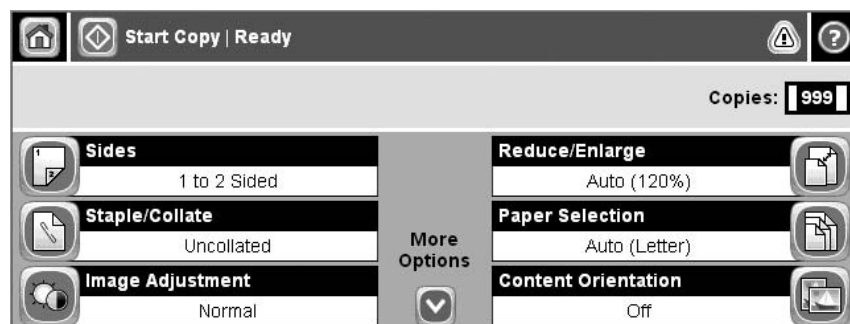 Start Copy | Ready
?
Copies: 999
Sides
1 to 2 Sided
Staple/Collate
Uncollated
Image Adjustment
Normal
More
Options
Reduce/Enlarge
Auto (120%)
Paper Selection
Auto (Letter)
Content Orientation
Off